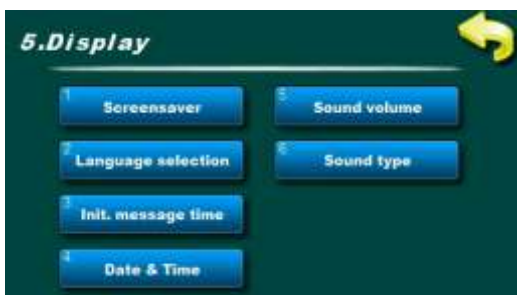 5.Display
1
Screensaver
2
Language selection
3
Init. message time
4
Date & Time
5
Sound volume
6
Sound type